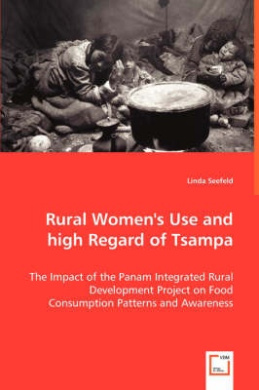 Linda Seefeld
Rural Women's Use and
high Regard of Tsampa
The Impact of the Panam Integrated Rural
Development Project on Food
Consumption Patterns and Awareness
VDM